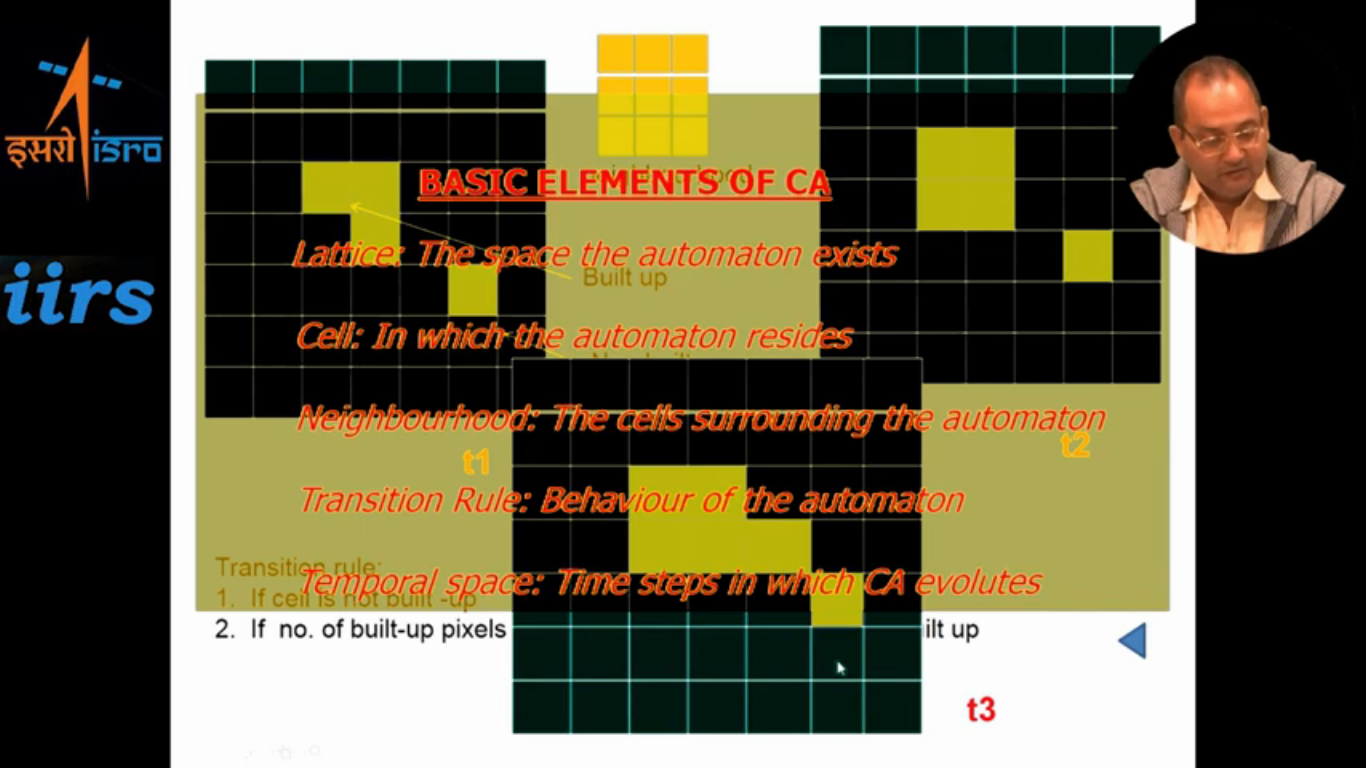 इसरो isro
iirs
BASIC ELEMENTS OF CA
Lattice: The space the automaton exists
Built up
Cell: In which the automaton resides
Neighbourhood: The cells surrounding the automaton
t1
t2
Transition Rule: Behaviour of the automaton
Transition rule:
Temporal space: Time steps in which CA evolutes
1. If cell is not built -up
2. If no. of built-up pixels
t3